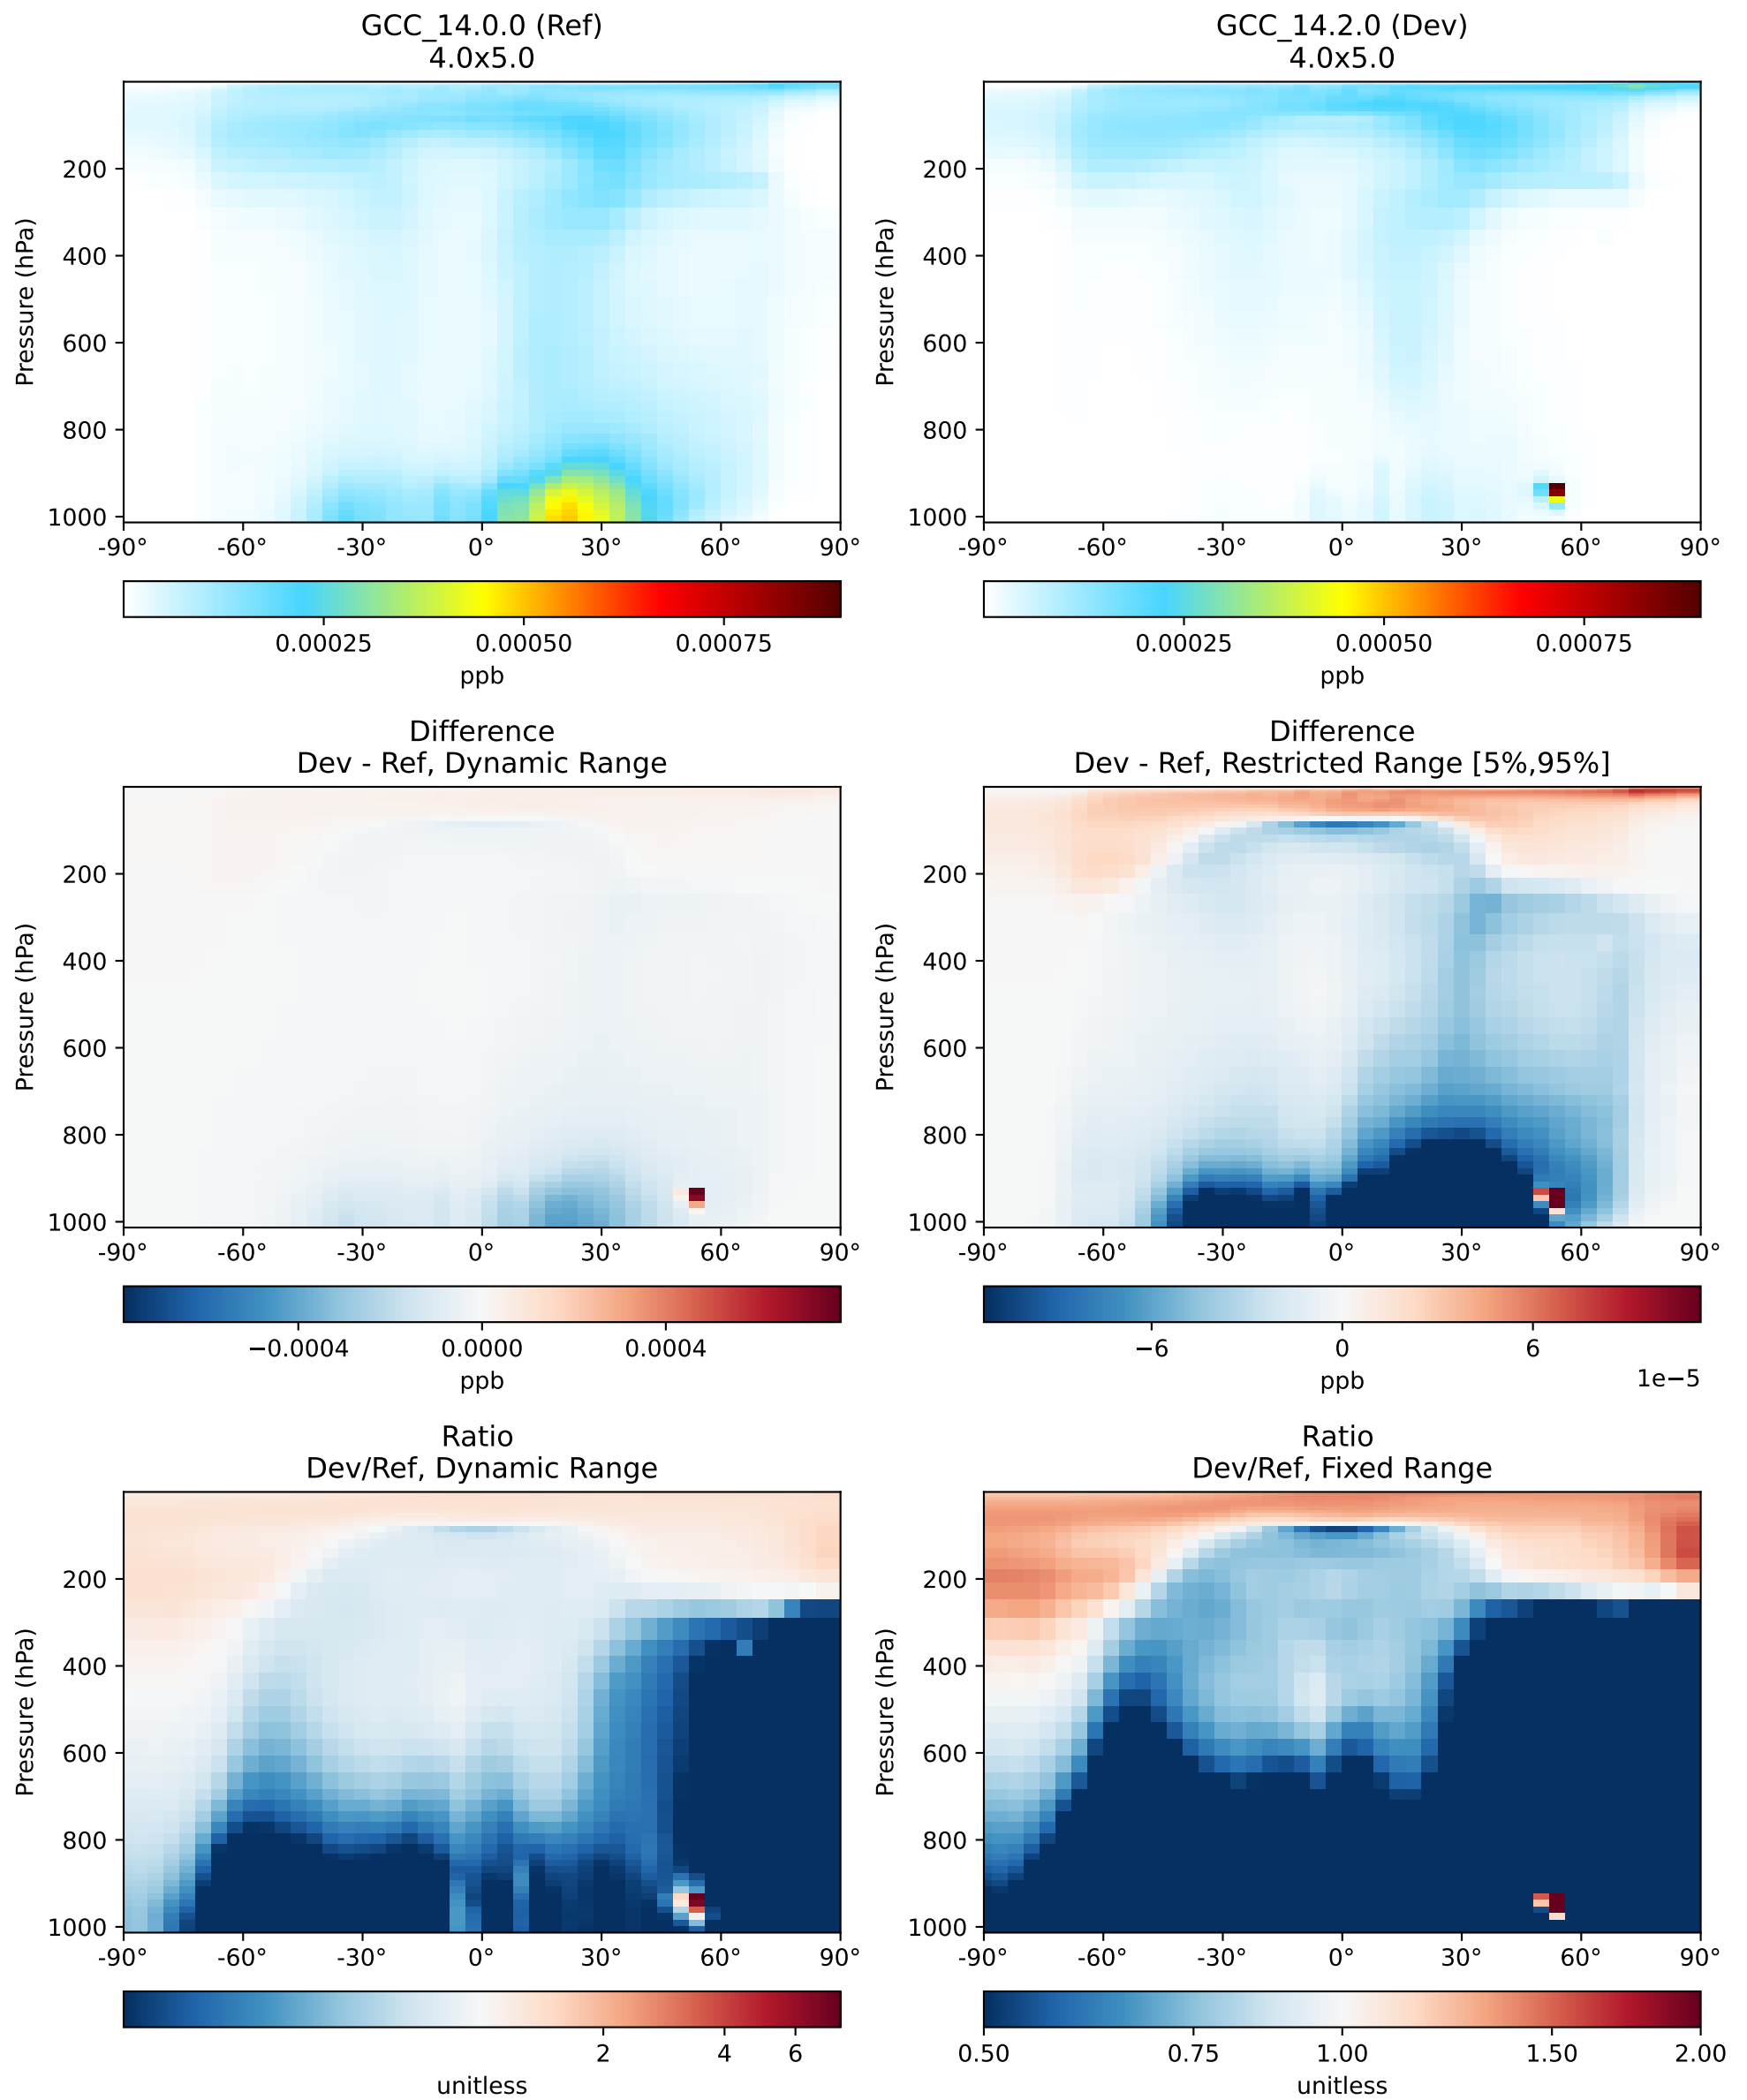 GCC_14.0.0 (Ref)
4.0x5.0
GCC_14.2.0 (Dev)
4.0x5.0
Pressure (hPa)
200
400
600
800
1000
-90° -60° -30° 0° 30° 60° 90°
0.00025 0.00050 0.00075
ppb
Pressure (hPa)
200
400
600
800
1000
-90° -60° -30° 0° 30° 60° 90°
0.00025 0.00050 0.00075
ppb
Difference
Dev - Ref, Dynamic Range
Pressure (hPa)
200
400
600
800
1000
-90° -60° -30° 0° 30° 60° 90°
−0.0004 0.0000 0.0004
ppb
Difference
Dev - Ref, Restricted Range [5%,95%]
Pressure (hPa)
200
400
600
800
1000
-90° -60° -30° 0° 30° 60° 90°
−6 0 6
1e−5
ppb
Ratio
Dev/Ref, Dynamic Range
Pressure (hPa)
200
400
600
800
1000
-90° -60° -30° 0° 30° 60° 90°
2 4 6
unitless
Ratio
Dev/Ref, Fixed Range
Pressure (hPa)
200
400
600
800
1000
-90° -60° -30° 0° 30° 60° 90°
0.50 0.75 1.00 1.50 2.00
unitless